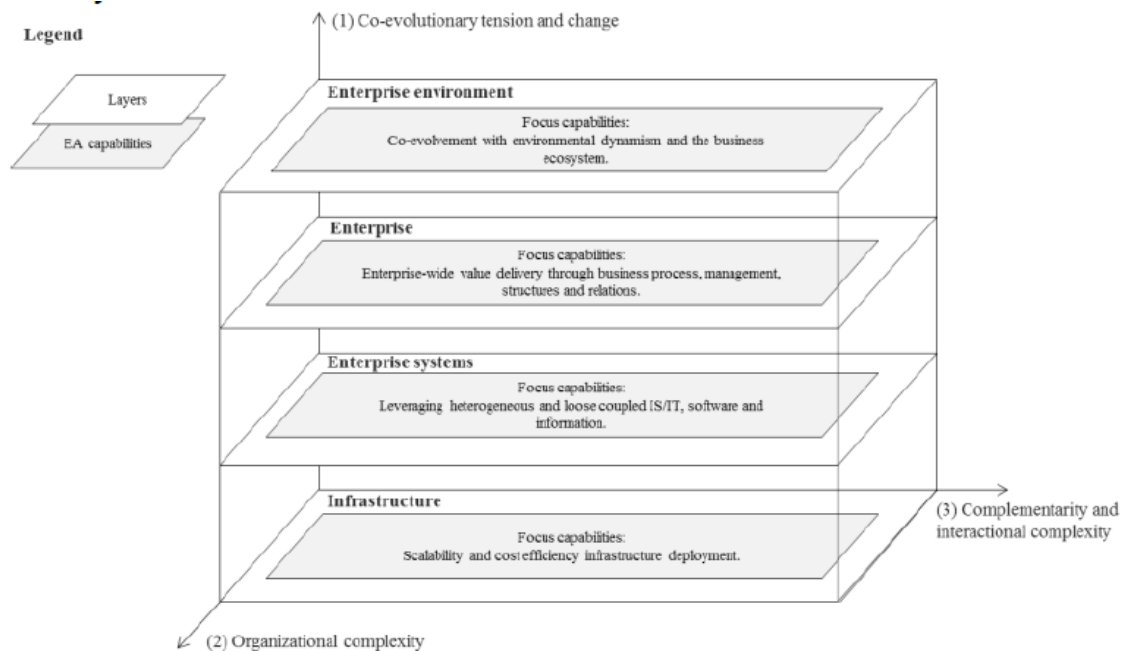 Legend
Layers
EA capabilities
(1) Co-evolutionary tension and change
Enterprise environment
Focus capabilities:
Co-evolvement with environmental dynamism and the business
ecosystem.
Enterprise
Focus capabilities:
Enterprise-wide value delivery through business process, management,
structures and relations.
Enterprise systems
Focus capabilities:
Leveraging heterogeneous and loose coupled IS/IT, software and
information.
Infrastructure
Focus capabilities:
Scalability and cost efficiency infrastructure deployment.
(3) Complementarity and
interactional complexity
(2) Organizational complexity